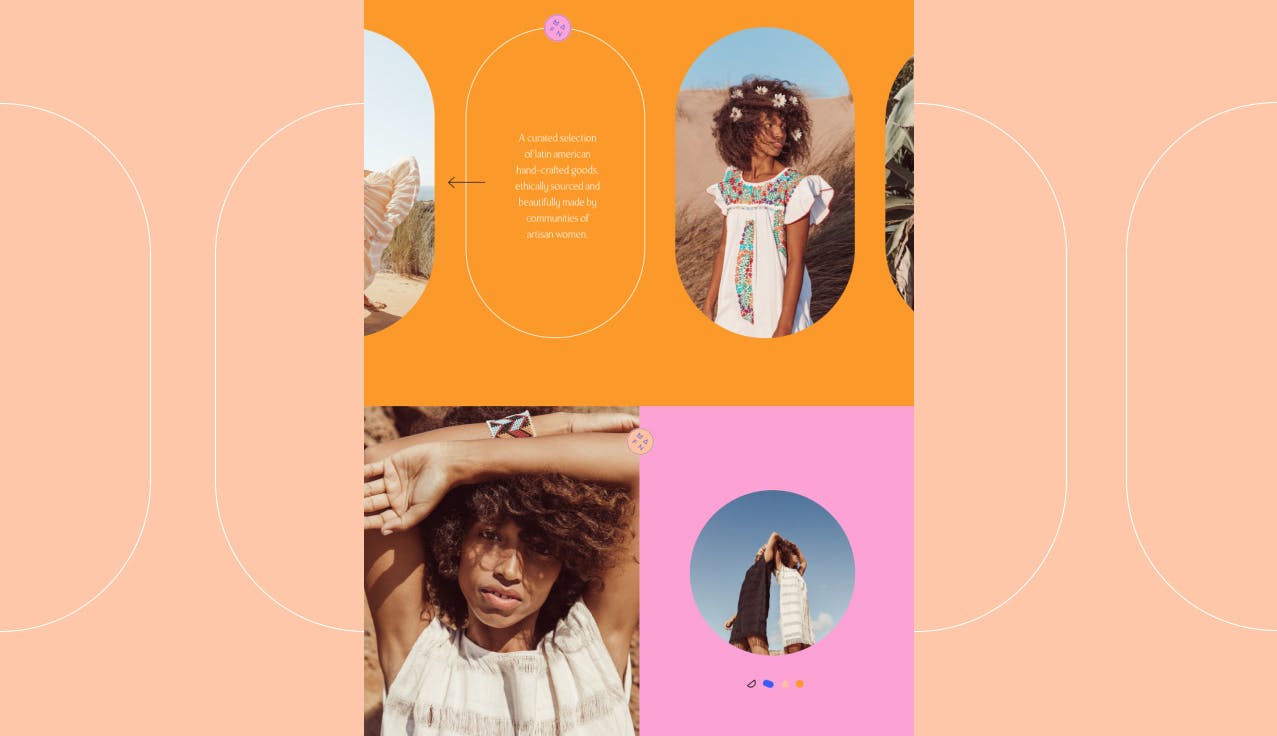 A curated selection
of latin american
hand-crafted goods,
ethically sourced and
beautifully made by
communities of
artisan women.